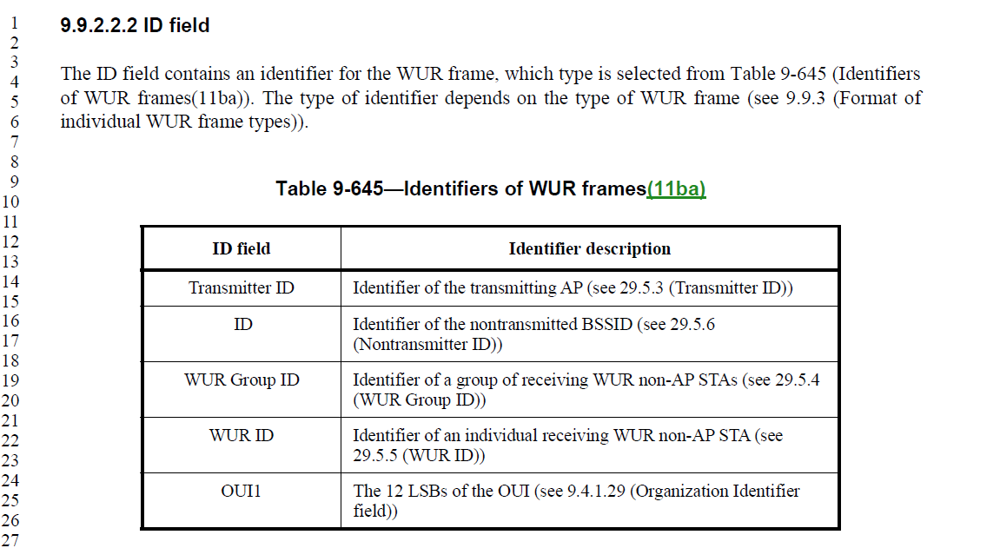 1
2
3
4
5
6
7
8
9
10
11
12
13
14
15
16
17
18
19
20
21
22
23
24
25
26
27
9.9.2.2.2 ID field
The ID field contains an identifier for the WUR frame, which type is selected from Table 9-645 (Identifiers
of WUR frames(11ba)). The type of identifier depends on the type of WUR frame (see 9.9.3 (Format of
individual WUR frame types)).
Table 9-645—Identifiers of WUR frames(11ba)
ID field Identifier description
Transmitter ID Identifier of the transmitting AP (see 29.5.3 (Transmitter ID))
ID Identifier of the nontransmitted BSSID (see 29.5.6
(Nontransmitter ID))
WUR Group ID Identifier of a group of receiving WUR non-AP STAs (see 29.5.4
(WUR Group ID))
WUR ID Identifier of an individual receiving WUR non-AP STA (see
29.5.5 (WUR ID))
OUI1 The 12 LSBs of the OUI (see 9.4.1.29 (Organization Identifier
field))